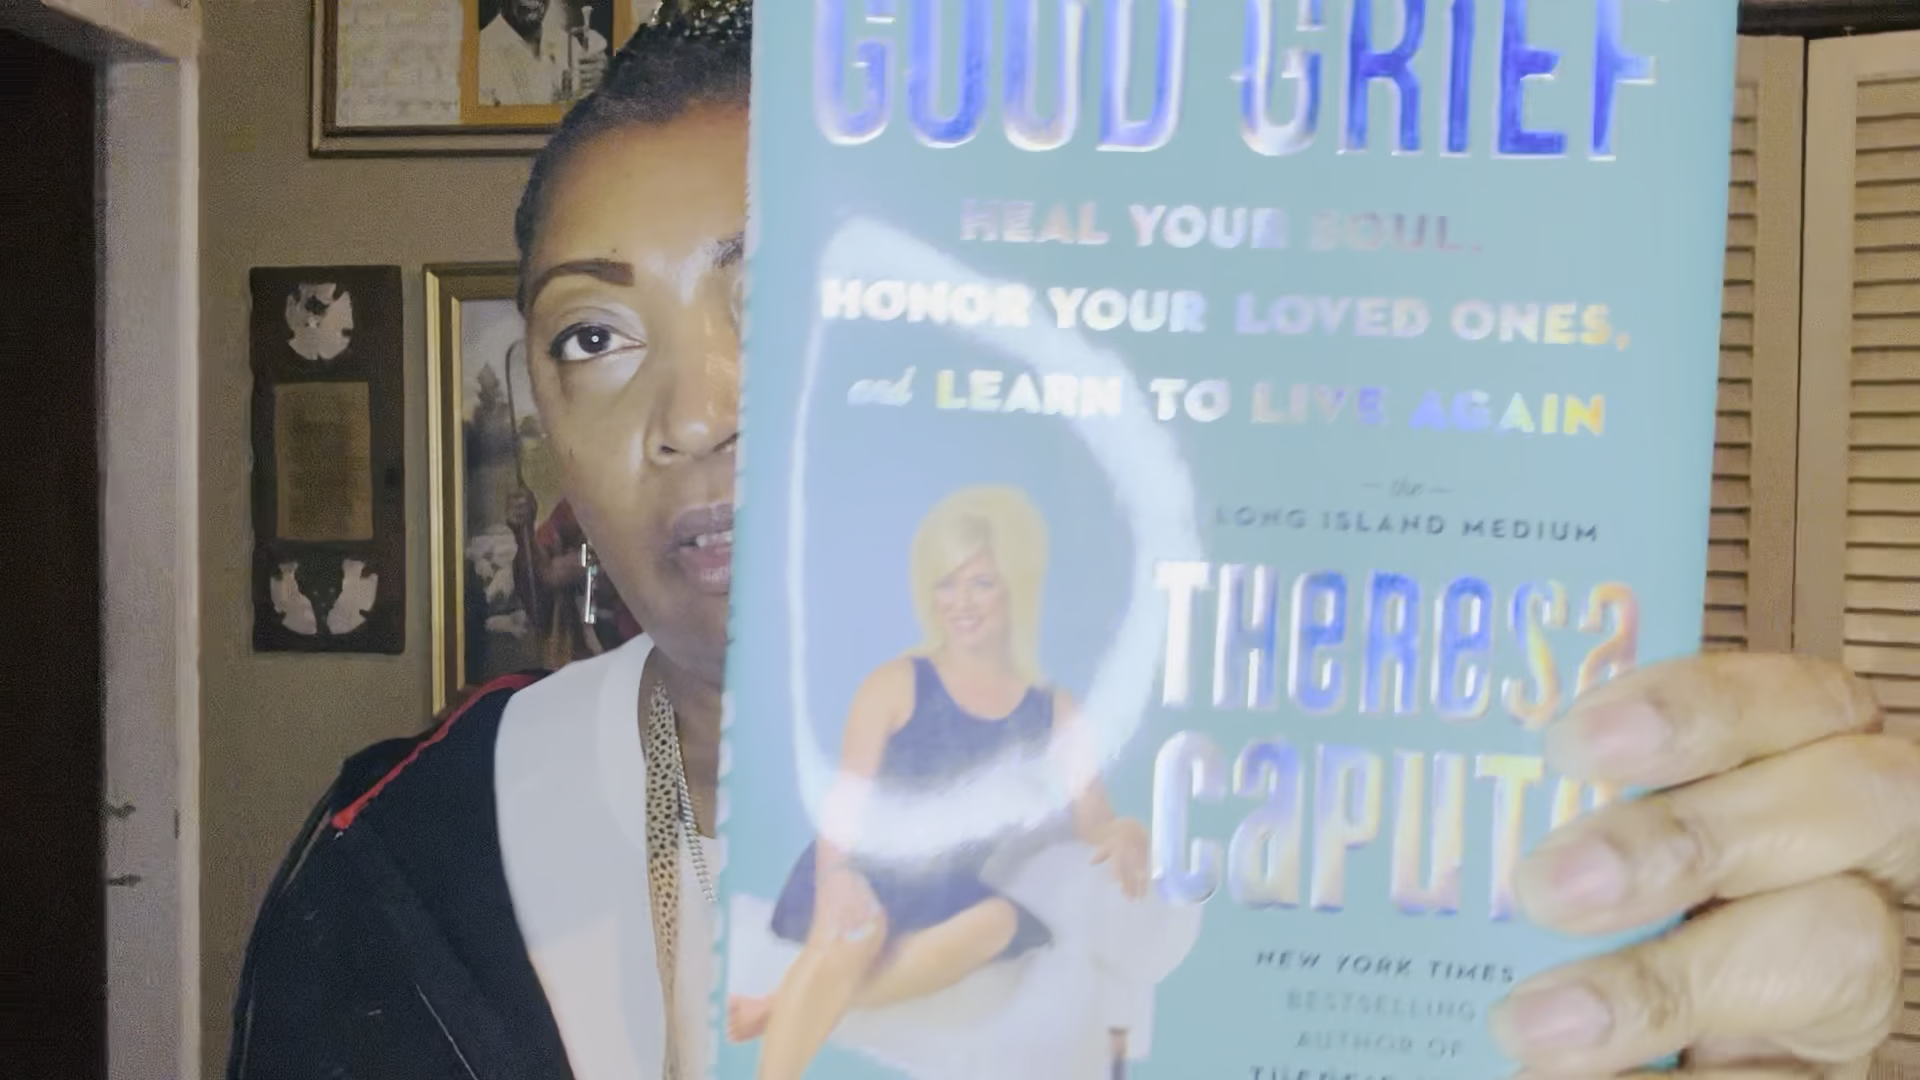 GOOD GRIEF
HEAL YOUR SOUL,
HONOR YOUR LOVED ONES,
and LEARN TO LIVE AGAIN
the
LONG ISLAND MEDIUM
THERESA
CAPUTO
NEW YORK TIMES
BESTSELLING
AUTHOR OF